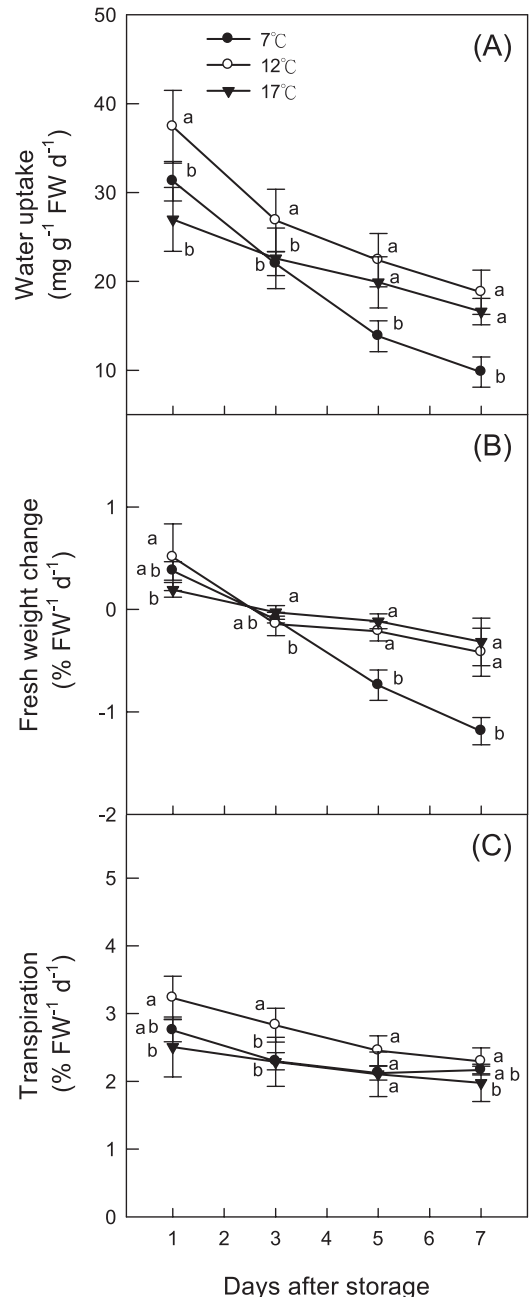 (A)
7℃
12℃
17℃
50
40
30
20
10
Water uptake
(mg g⁻¹ FW d⁻¹)
a
b
b
a
b
b
a
a
b
a
a
b
(B)
1
0
-1
-2
Fresh weight change
(% FW⁻¹ d⁻¹)
a
a b
b
a
a b
b
a
a
b
a
a
b
(C)
5
4
3
2
1
0
Transpiration
(% FW⁻¹ d⁻¹)
a
a b
b
a
b
b
a
a
a
a
a b
b
1 2 3 4 5 6 7
Days after storage